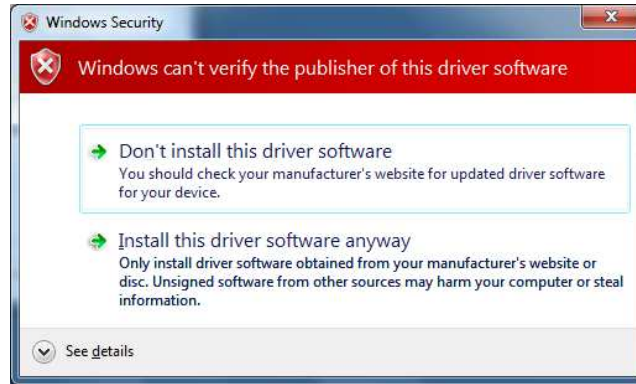 Windows Security
Windows can't verify the publisher of this driver software
Don't install this driver software
You should check your manufacturer's website for updated driver software
for your device.
Install this driver software anyway
Only install driver software obtained from your manufacturer's website or
disc. Unsigned software from other sources may harm your computer or steal
information.
See details